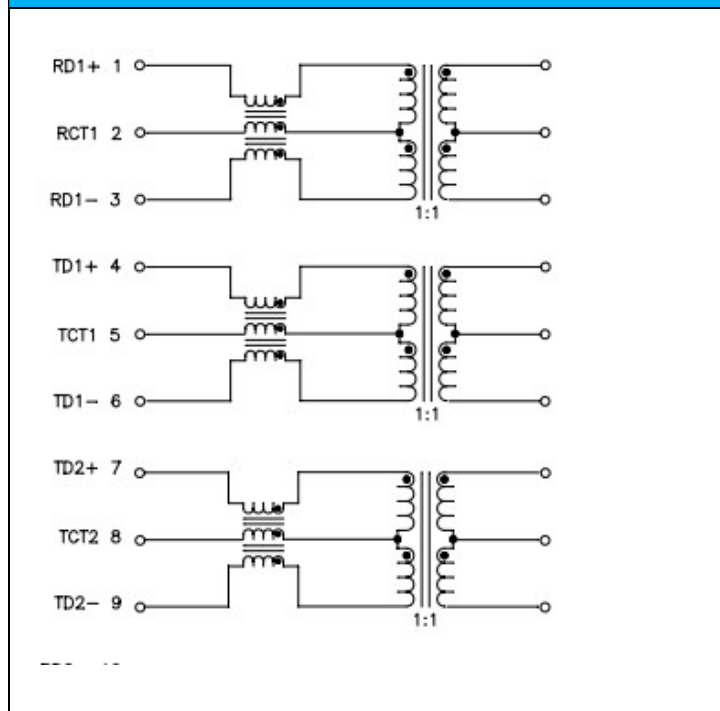 RD1+ 1
RCT1 2
RD1- 3
1:1
TD1+ 4
TCT1 5
TD1- 6
1:1
TD2+ 7
TCT2 8
TD2- 9
1:1